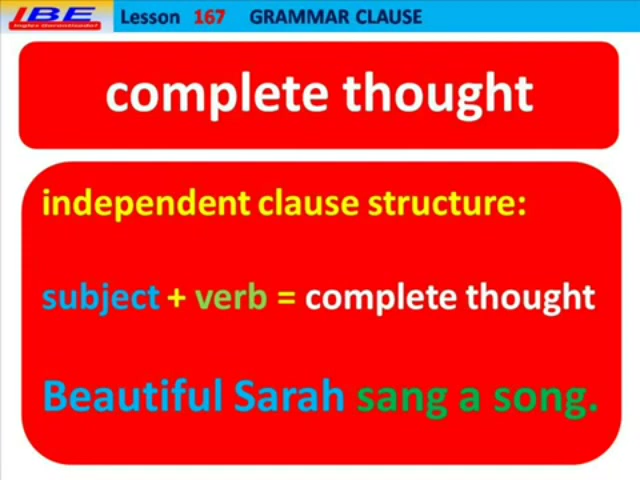 IBE Lesson 167 GRAMMAR CLAUSE
complete thought
independent clause structure:
subject + verb = complete thought
Beautiful Sarah sang a song.